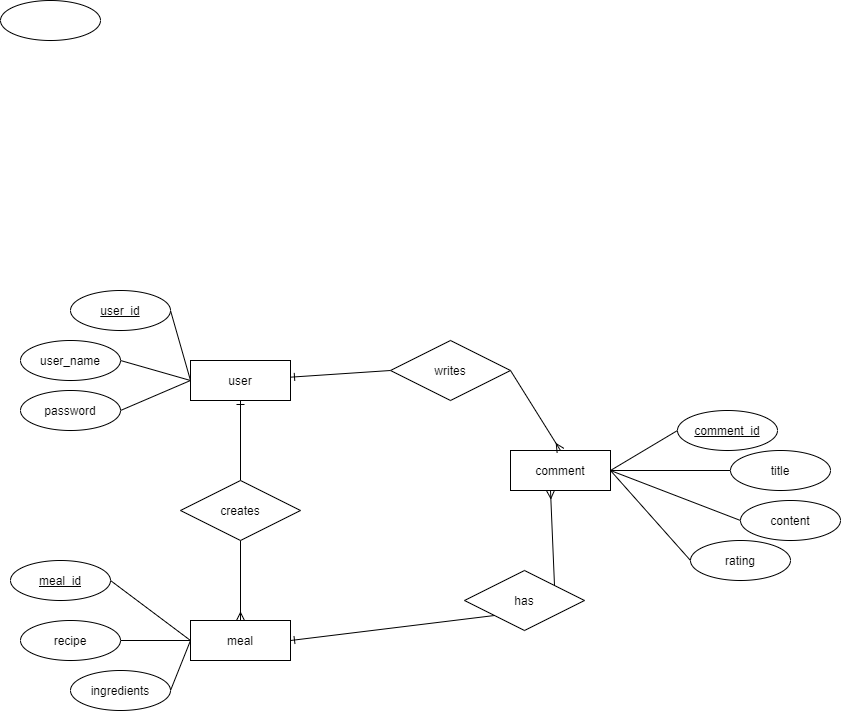 user_id
user_name
user
writes
password
comment_id
comment
title
creates
content
rating
meal_id
has
recipe
meal
ingredients